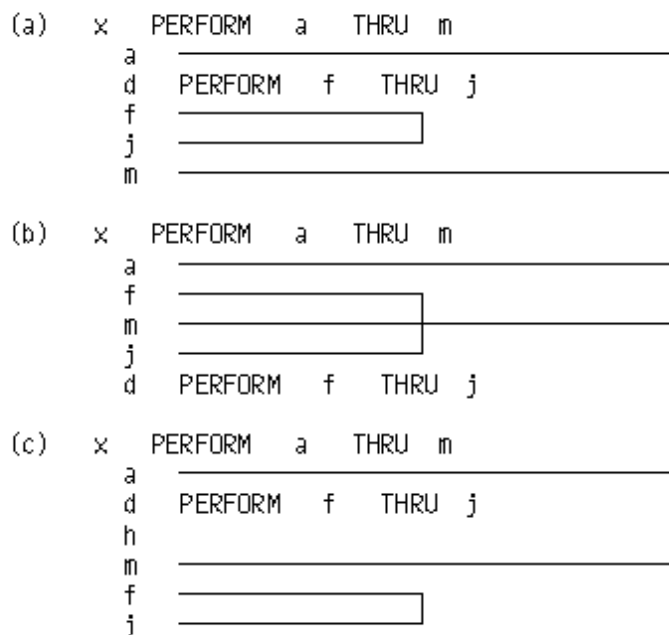 (a) x PERFORM a THRU m
a
d PERFORM f THRU j
f
j
m
(b) x PERFORM a THRU m
a
f
m
j
d PERFORM f THRU j
(c) x PERFORM a THRU m
a
d PERFORM f THRU j
h
m
f
j